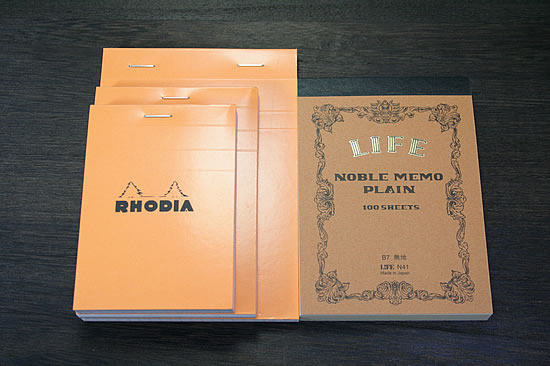 RHODIA
LIFE
NOBLE MEMO
PLAIN
100 SHEETS
B7 無地
LIFE N41
Made in Japan